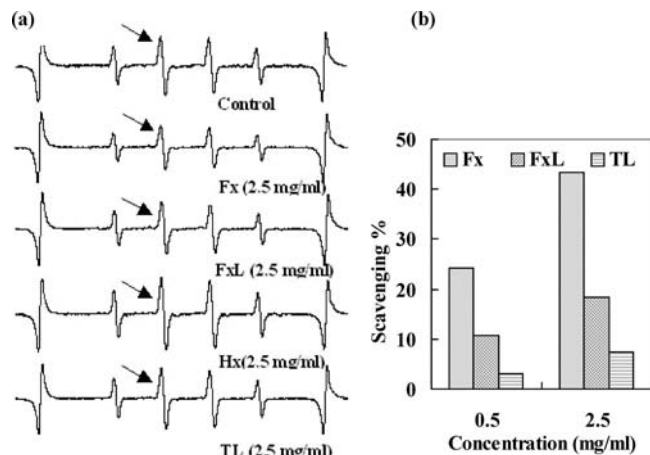 (a)
Control
Fx (2.5 mg/ml)
FxL (2.5 mg/ml)
Hx(2.5 mg/ml)
TL (2.5 mg/ml)
(b)
50
Fx FxL TL
40
30
20
10
0
Scavenging %
0.5 2.5
Concentration (mg/ml)